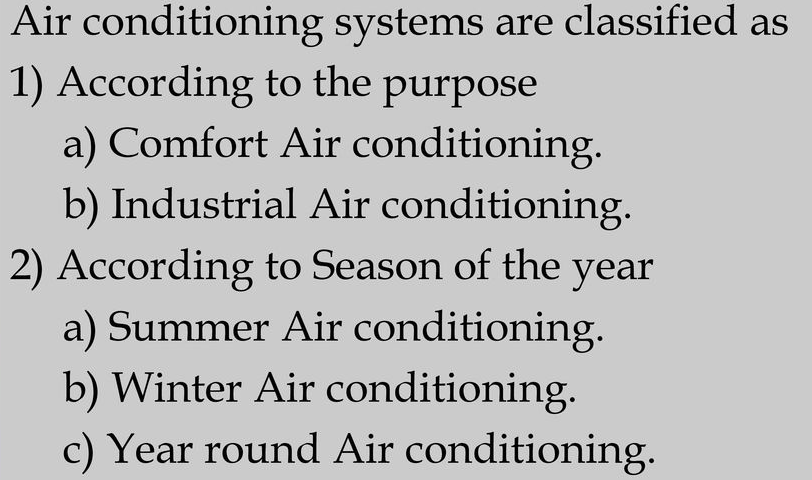 Air conditioning systems are classified as
1) According to the purpose
a) Comfort Air conditioning.
b) Industrial Air conditioning.
2) According to Season of the year
a) Summer Air conditioning.
b) Winter Air conditioning.
c) Year round Air conditioning.